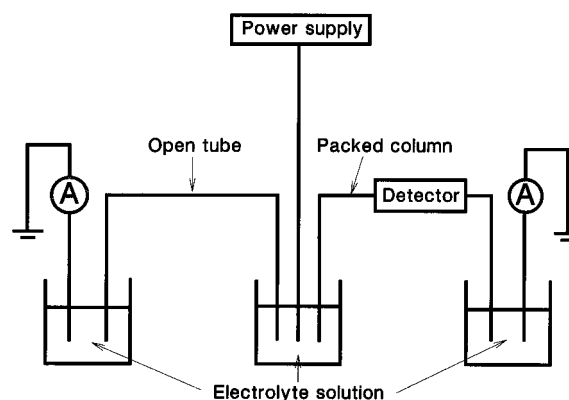 Power supply
Open tube
Packed column
A
Detector
A
Electrolyte solution